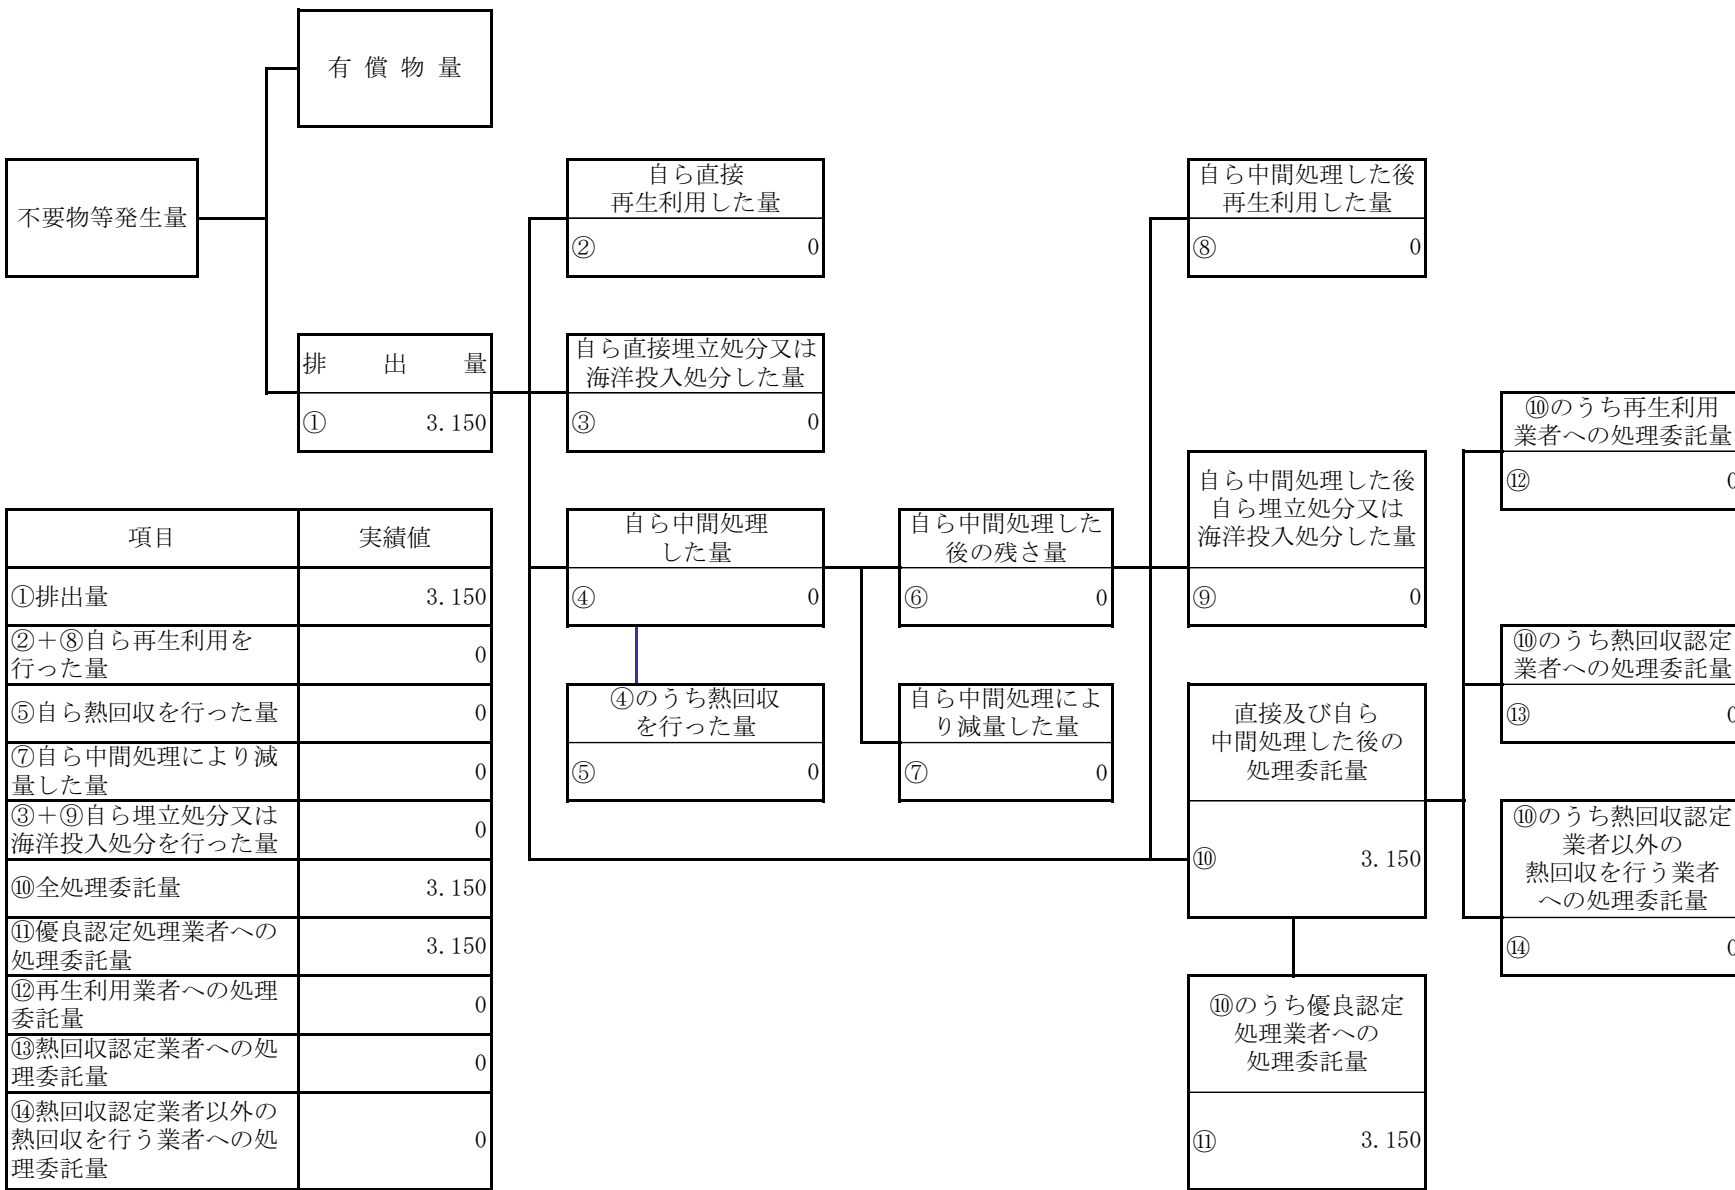 有 償 物 量
不要物等発生量
自ら直接
再生利用した量
② 0
自ら中間処理した後
再生利用した量
⑧ 0
排 出 量
① 3.150
自ら直接埋立処分又は
海洋投入処分した量
③ 0
⑩のうち再生利用
業者への処理委託量
⑫ 0
自ら中間処理
した量
④ 0
自ら中間処理した
後の残さ量
⑥ 0
自ら中間処理した後
自ら埋立処分又は
海洋投入処分した量
⑨ 0
⑩のうち熱回収認定
業者への処理委託量
⑬ 0
④のうち熱回収
を行った量
⑤ 0
自ら中間処理によ
り減量した量
⑦ 0
直接及び自ら
中間処理した後の
処理委託量
⑩ 3.150
⑩のうち熱回収認定
業者以外の
熱回収を行う業者
への処理委託量
⑭ 0
⑩のうち優良認定
処理業者への
処理委託量
⑪ 3.150
項目 実績値
①排出量 3.150
②＋⑧自ら再生利用を
行った量 0
⑤自ら熱回収を行った量 0
⑦自ら中間処理により減
量した量 0
③＋⑨自ら埋立処分又は
海洋投入処分を行った量 0
⑩全処理委託量 3.150
⑪優良認定処理業者への
処理委託量 3.150
⑫再生利用業者への処理
委託量 0
⑬熱回収認定業者への処
理委託量 0
⑭熱回収認定業者以外の
熱回収を行う業者への処 0
理委託量